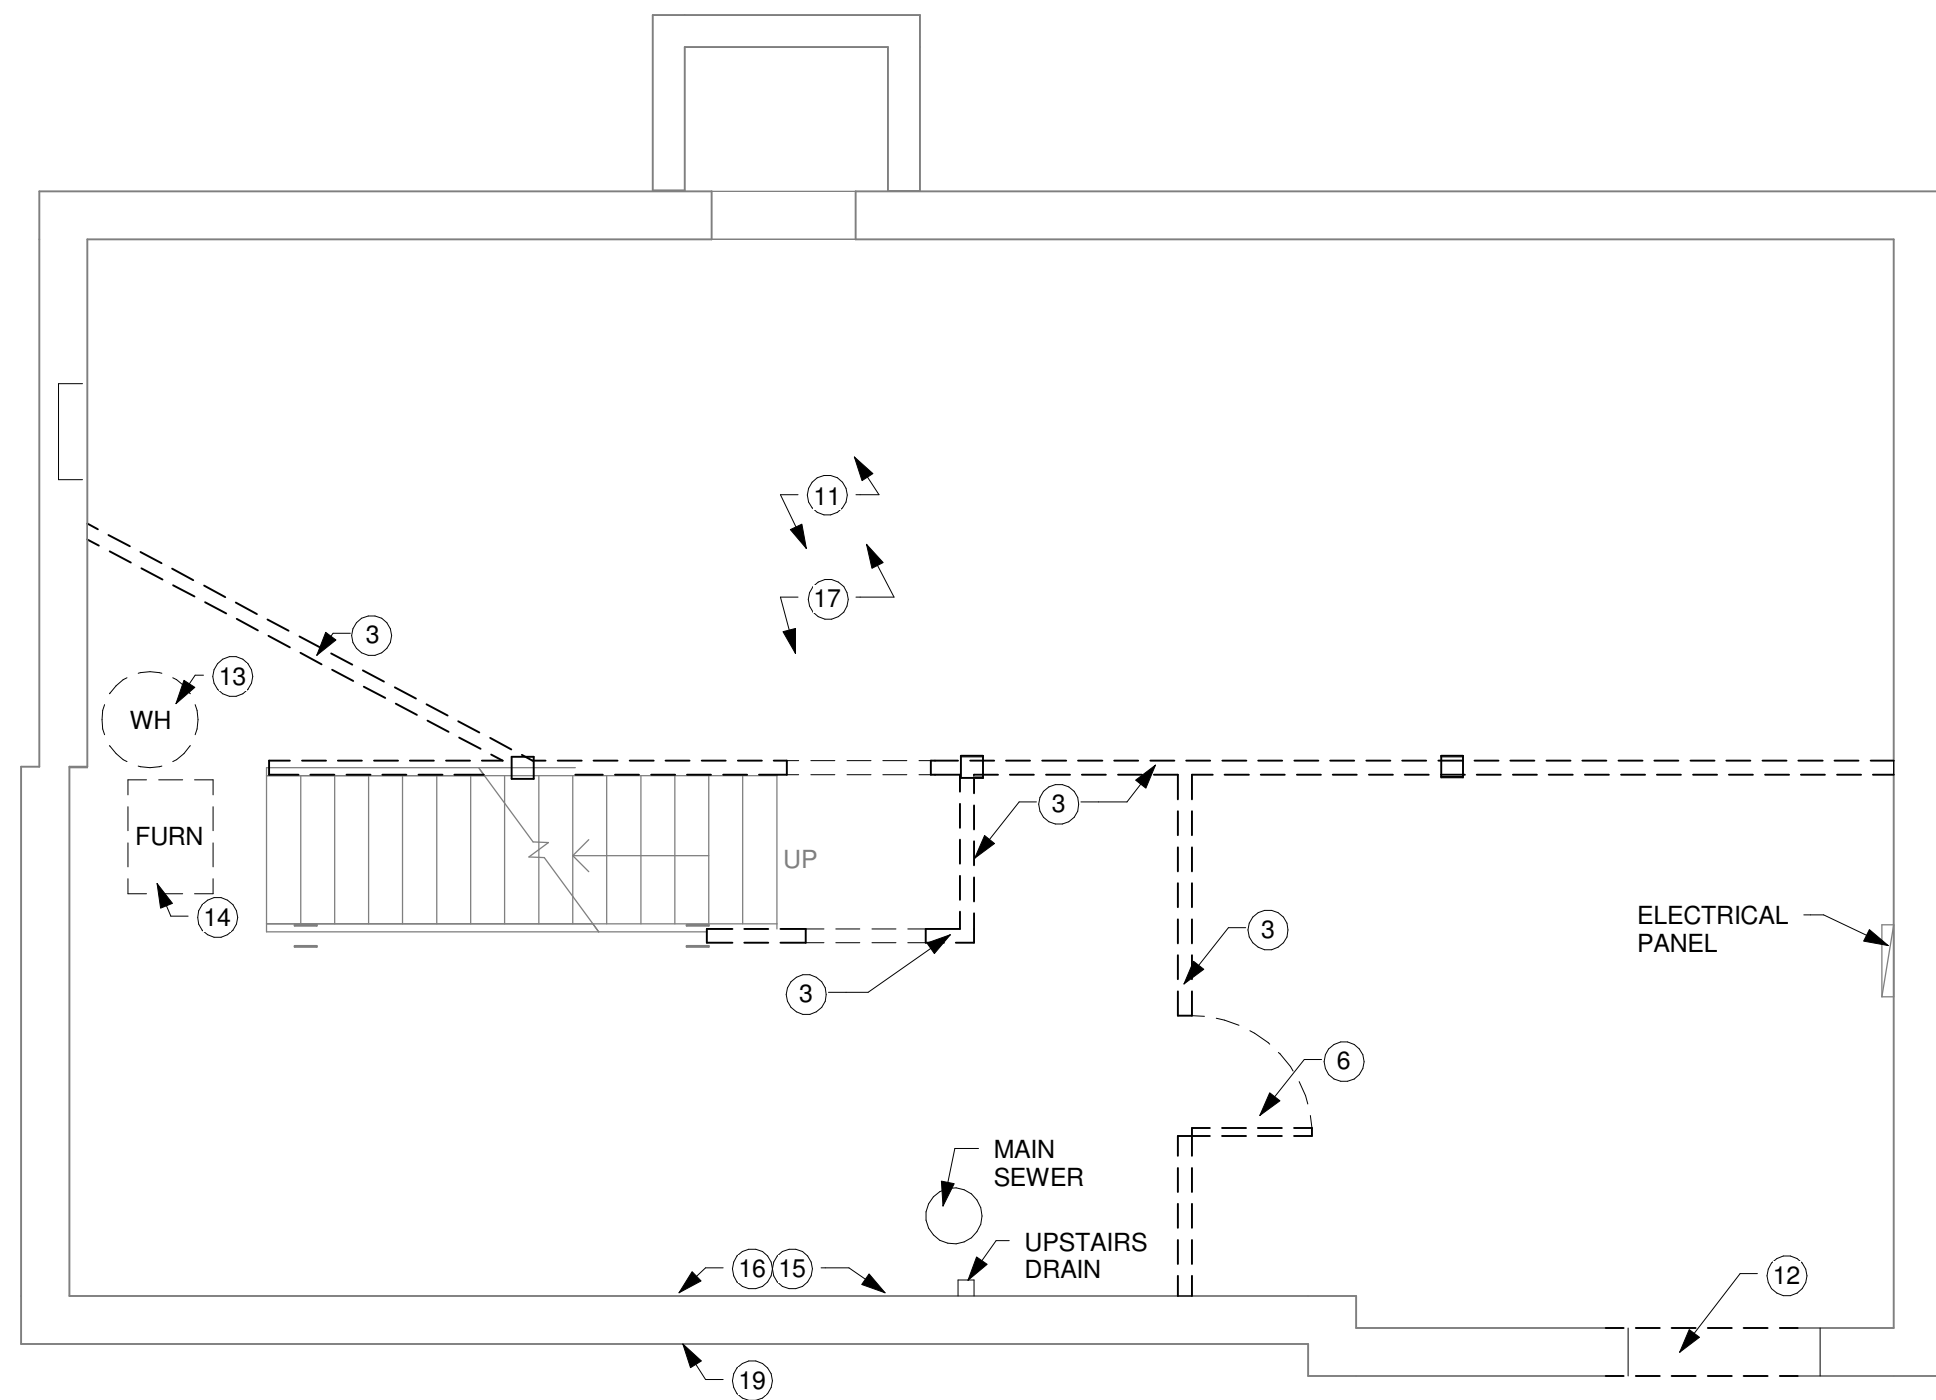 11
17
3
13
WH
3
FURN
UP
14
ELECTRICAL
PANEL
3
3
6
MAIN
SEWER
UPSTAIRS
DRAIN
16 15
12
19